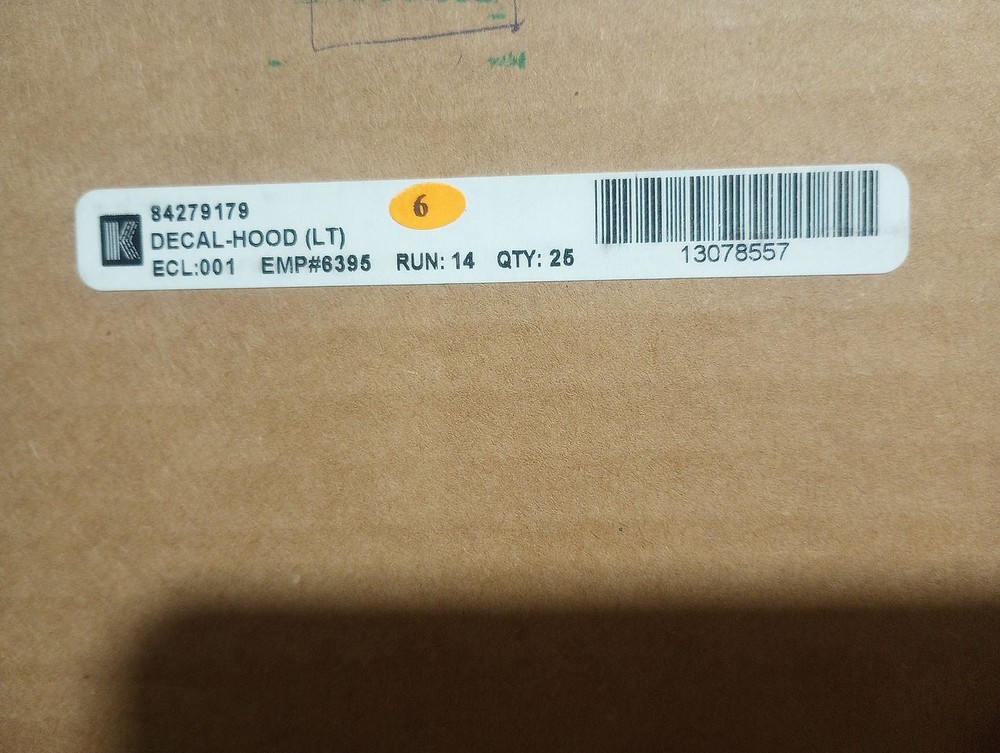 84279179
6
DECAL-HOOD (LT)
ECL:001 EMP#6395 RUN: 14 QTY: 25
13078557
K